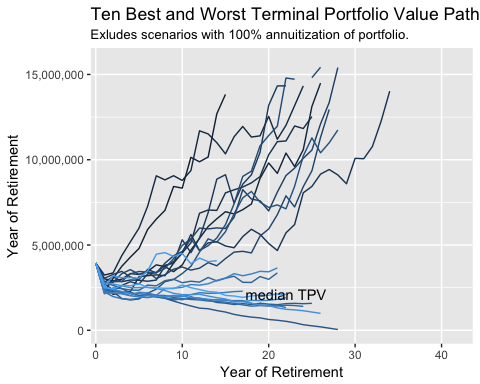 Ten Best and Worst Terminal Portfolio Value Path
Exludes scenarios with 100% annuitization of portfolio.
Year of Retirement
15,000,000
10,000,000
5,000,000
0
median TPV
0 10 20 30 40
Year of Retirement